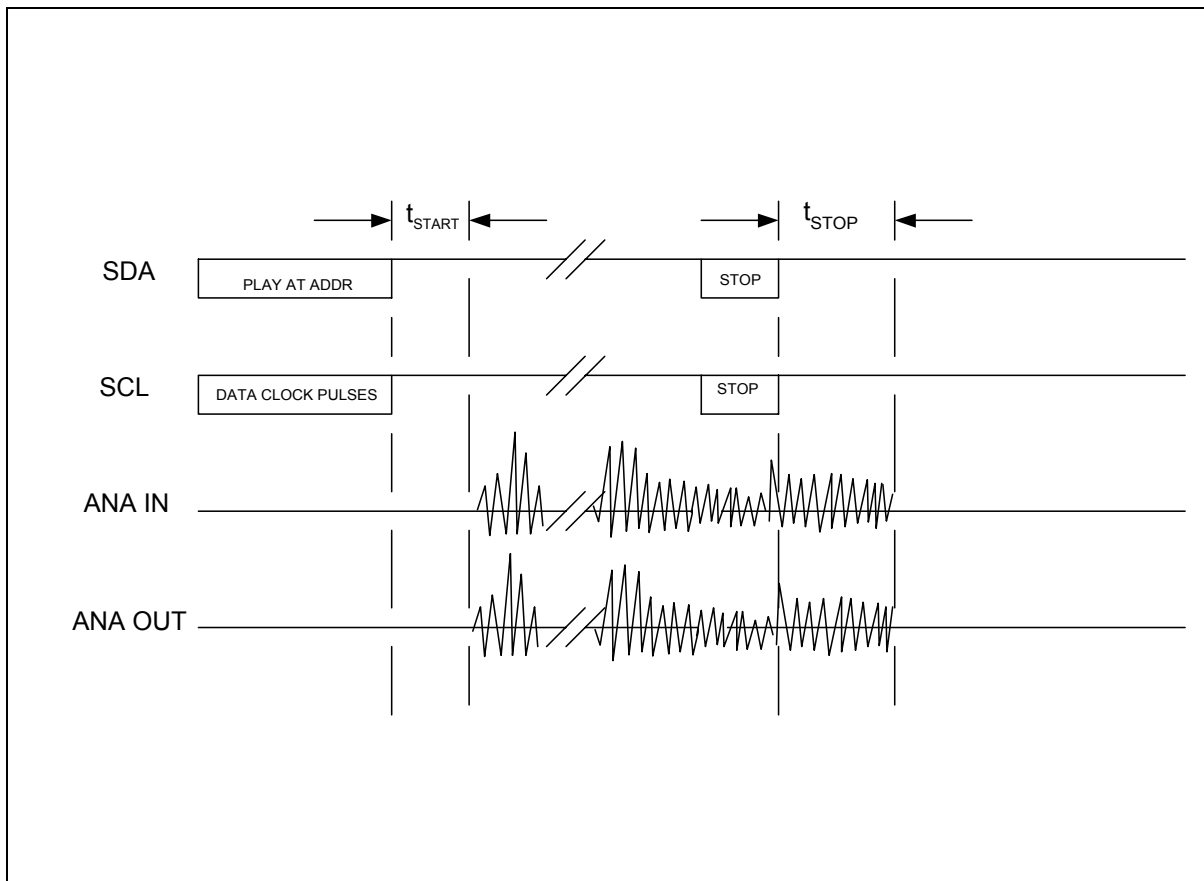 tSTART
tSTOP
SDA
PLAY AT ADDR
STOP
SCL
DATA CLOCK PULSES
STOP
ANA IN
ANA OUT